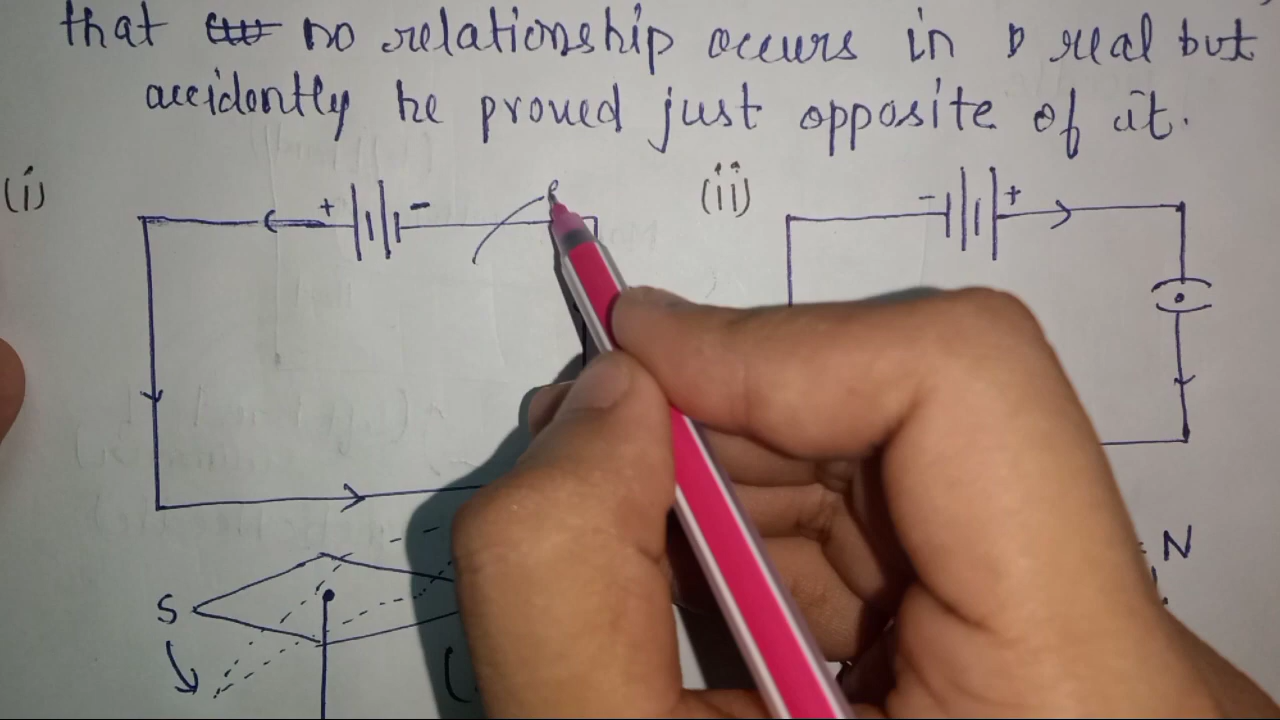 that no relationship occurs in real but
accidently he proved just opposite of it.
(i)
+ -
(ii)
- +
S
N